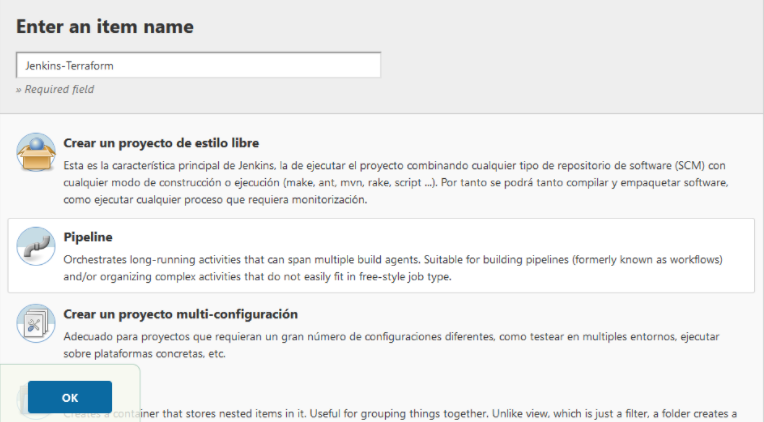 Enter an item name
Jenkins-Terraform
» Required field
Crear un proyecto de estilo libre
Esta es la característica principal de Jenkins, la de ejecutar el proyecto combinando cualquier tipo de repositorio de software (SCM) con
cualquier modo de construcción o ejecución (make, ant, mvn, rake, script ...). Por tanto se podrá tanto compilar y empaquetar software,
como ejecutar cualquier proceso que requiera monitorización.
Pipeline
Orchestrates long-running activities that can span multiple build agents. Suitable for building pipelines (formerly known as workflows)
and/or organizing complex activities that do not easily fit in free-style job type.
Crear un proyecto multi-configuración
Adecuado para proyectos que requieran un gran número de configuraciones diferentes, como testear en multiples entornos, ejecutar
sobre plataformas concretas, etc.
OK
Creates a container that stores nested items in it. Useful for grouping things together. Unlike view, which is just a filter, a folder creates a